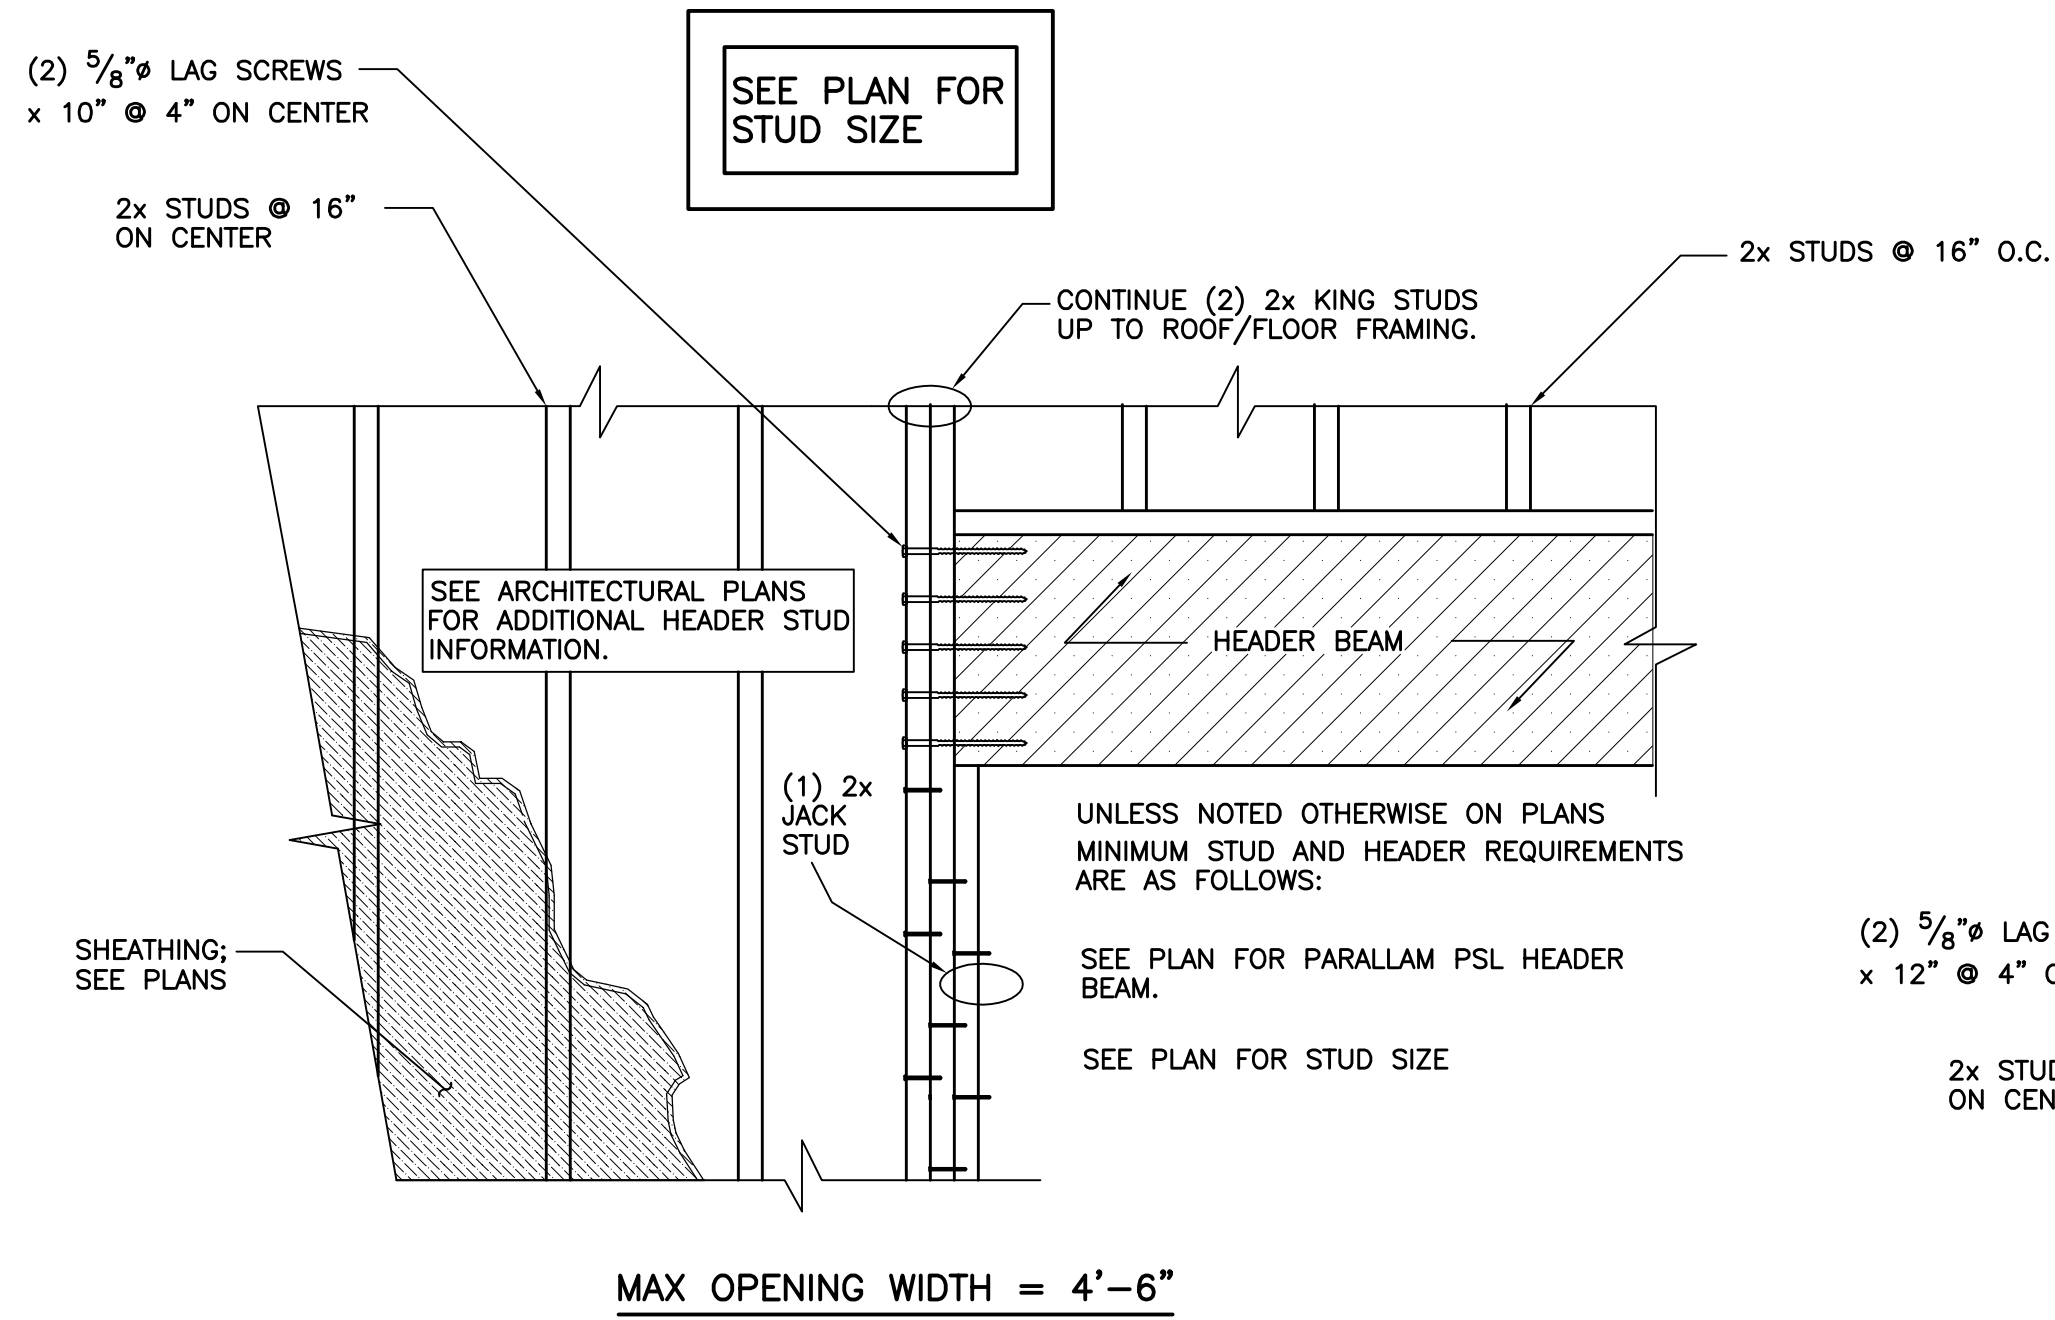 (2) 5/8"ø LAG SCREWS
x 10" @ 4" ON CENTER
SEE PLAN FOR
STUD SIZE
2x STUDS @ 16"
ON CENTER
2x STUDS @ 16" O.C.
CONTINUE (2) 2x KING STUDS
UP TO ROOF/FLOOR FRAMING.
SEE ARCHITECTURAL PLANS
FOR ADDITIONAL HEADER STUD
INFORMATION.
HEADER BEAM
(1) 2x
JACK
STUD
UNLESS NOTED OTHERWISE ON PLANS
MINIMUM STUD AND HEADER REQUIREMENTS
ARE AS FOLLOWS:
SEE PLAN FOR PARALLAM PSL HEADER
BEAM.
SEE PLAN FOR STUD SIZE
SHEATHING;
SEE PLANS
(2) 5/8"ø LAG
x 12" @ 4"
2x STUD
ON CEN
MAX OPENING WIDTH = 4'-6"